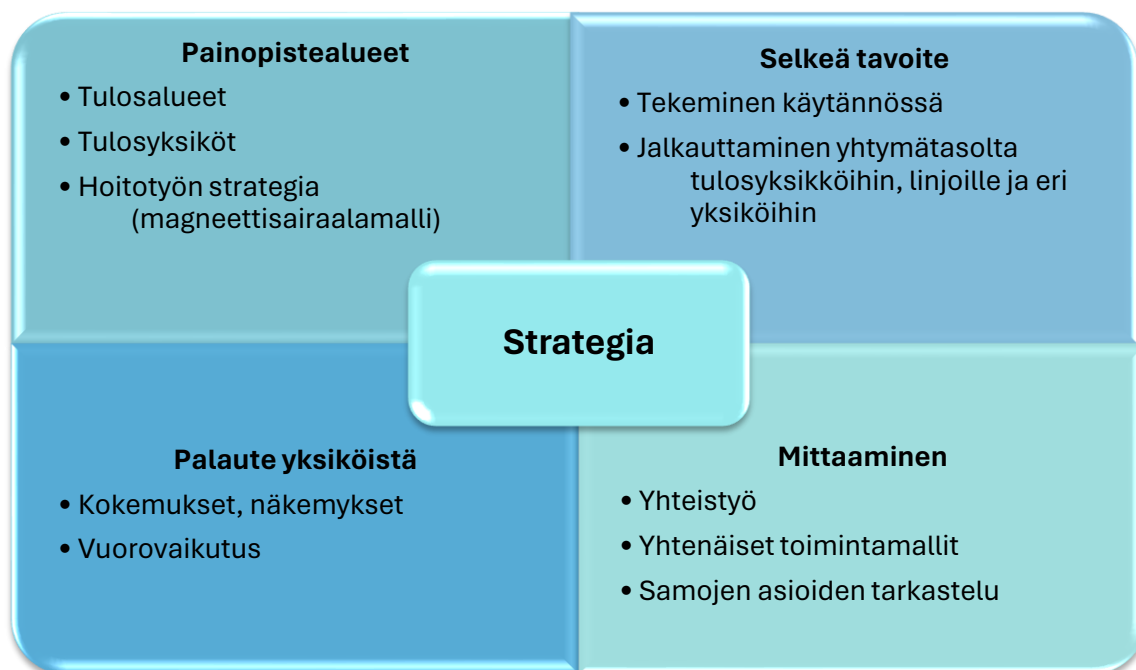 Painopistealueet
• Tulosalueet
• Tulosyksiköt
• Hoitotyön strategia
(magneettisairaalamalli)
Selkeä tavoite
• Tekeminen käytännössä
• Jalkauttaminen yhtymätasolta
tulosyksikköihin, linjoille ja eri
yksiköihin
Strategia
Palaute yksiköistä
• Kokemukset, näkemykset
• Vuorovaikutus
Mittaaminen
• Yhteistyö
• Yhtenäiset toimintamallit
• Samojen asioiden tarkastelu